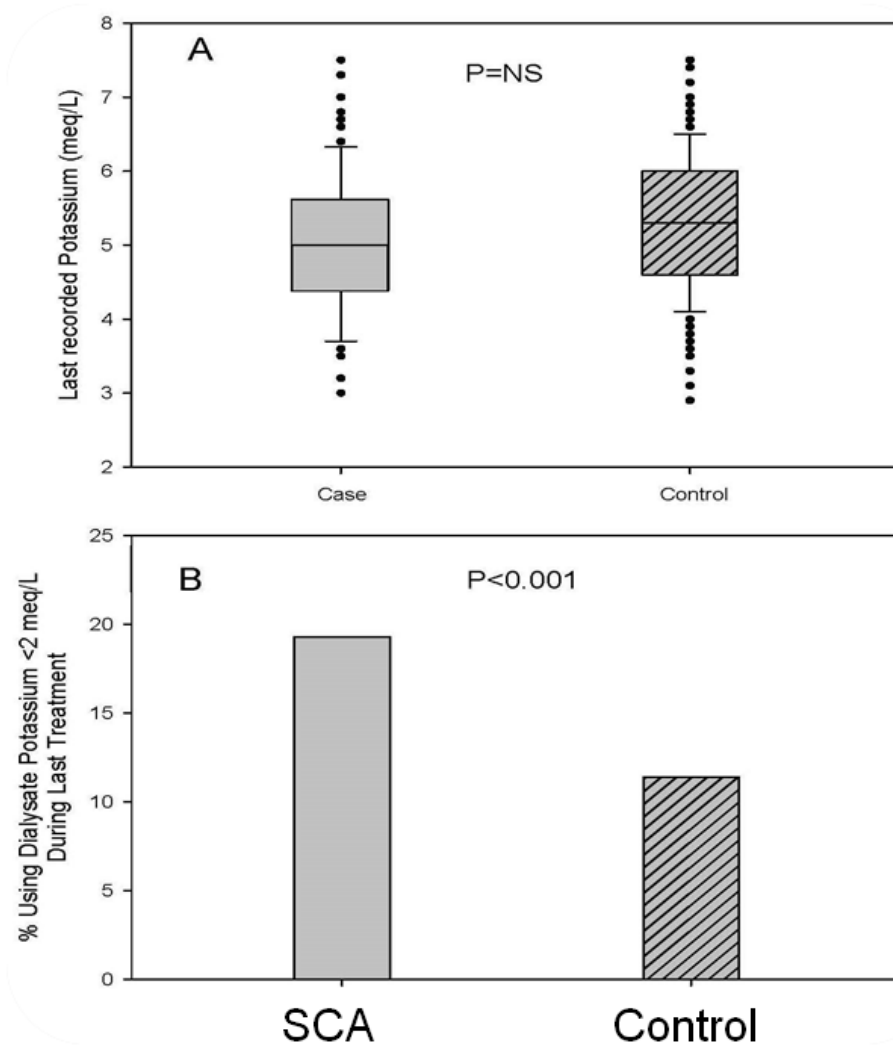 8
7
6
5
4
3
2
Last recorded Potassium (meq/L)
A
P=NS
Case
Control
25
20
15
10
5
0
% Using Dialysate Potassium <2 meq/L
During Last Treatment
B
P<0.001
SCA
Control